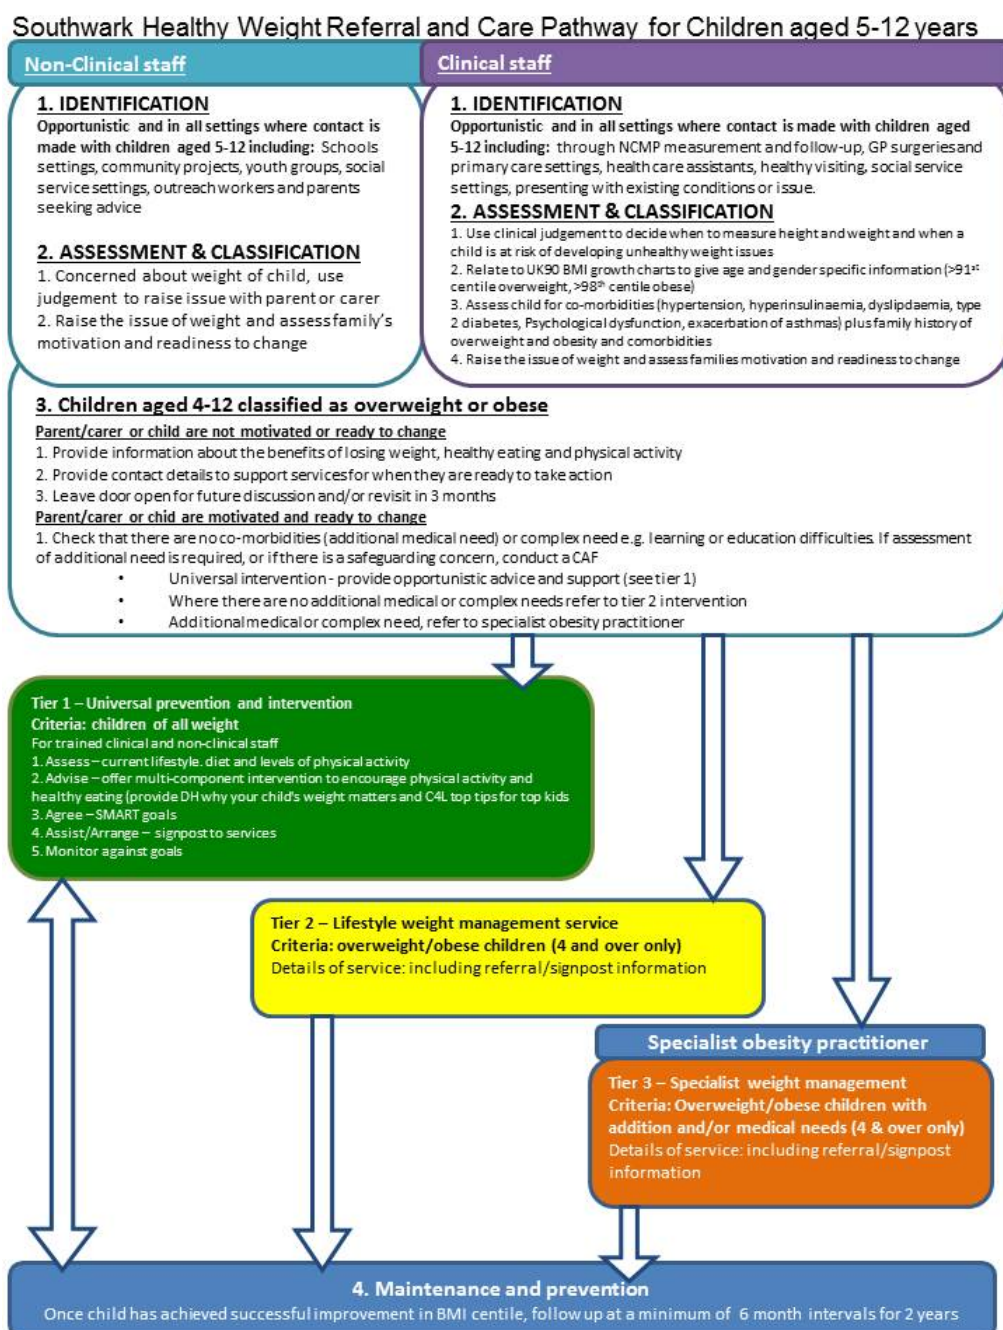 Southwark Healthy Weight Referral and Care Pathway for Children aged 5-12 years
Non-Clinical staff
1. IDENTIFICATION
Opportunistic and in all settings where contact is
made with children aged 5-12 including: Schools
settings, community projects, youth groups, social
service settings, outreach workers and parents
seeking advice
2. ASSESSMENT & CLASSIFICATION
1. Concerned about weight of child, use
judgement to raise issue with parent or carer
2. Raise the issue of weight and assess family's
motivation and readiness to change
Clinical staff
1. IDENTIFICATION
Opportunistic and in all settings where contact is made with children aged
5-12 including: through NCMP measurement and follow-up, GP surgeries and
primary care settings, health care assistants, healthy visiting, social service
settings, presenting with existing conditions or issue.
2. ASSESSMENT & CLASSIFICATION
1. Use clinical judgement to decide when to measure height and weight and when a
child is at risk of developing unhealthy weight issues
2. Relate to UK90 BMI growth charts to give age and gender specific information (>91st
centile overweight, >98th centile obese)
3. Assess child for co-morbidities (hypertension, hyperinsulinaemia, dyslipdaemia, type
2 diabetes, Psychological dysfunction, exacerbation of asthmas) plus family history of
overweight and obesity and comorbidities
4. Raise the issue of weight and assess families motivation and readiness to change
3. Children aged 4-12 classified as overweight or obese
Parent/carer or child are not motivated or ready to change
1. Provide information about the benefits of losing weight, healthy eating and physical activity
2. Provide contact details to support services for when they are ready to take action
3. Leave door open for future discussion and/or revisit in 3 months
Parent/carer or chid are motivated and ready to change
1. Check that there are no co-morbidities (additional medical need) or complex need e.g. learning or education difficulties. If assessment
of additional need is required, or if there is a safeguarding concern, conduct a CAF
• Universal intervention - provide opportunistic advice and support (see tier 1)
• Where there are no additional medical or complex needs refer to tier 2 intervention
• Additional medical or complex need, refer to specialist obesity practitioner
Tier 1 – Universal prevention and intervention
Criteria: children of all weight
For trained clinical and non-clinical staff
1. Assess – current lifestyle. diet and levels of physical activity
2. Advise – offer multi-component intervention to encourage physical activity and
healthy eating (provide DH why your child's weight matters and C4L top tips for top kids
3. Agree – SMART goals
4. Assist/Arrange – signpost to services
5. Monitor against goals
Tier 2 – Lifestyle weight management service
Criteria: overweight/obese children (4 and over only)
Details of service: including referral/signpost information
Specialist obesity practitioner
Tier 3 – Specialist weight management
Criteria: Overweight/obese children with
addition and/or medical needs (4 & over only)
Details of service: including referral/signpost
information
4. Maintenance and prevention
Once child has achieved successful improvement in BMI centile, follow up at a minimum of 6 month intervals for 2 years